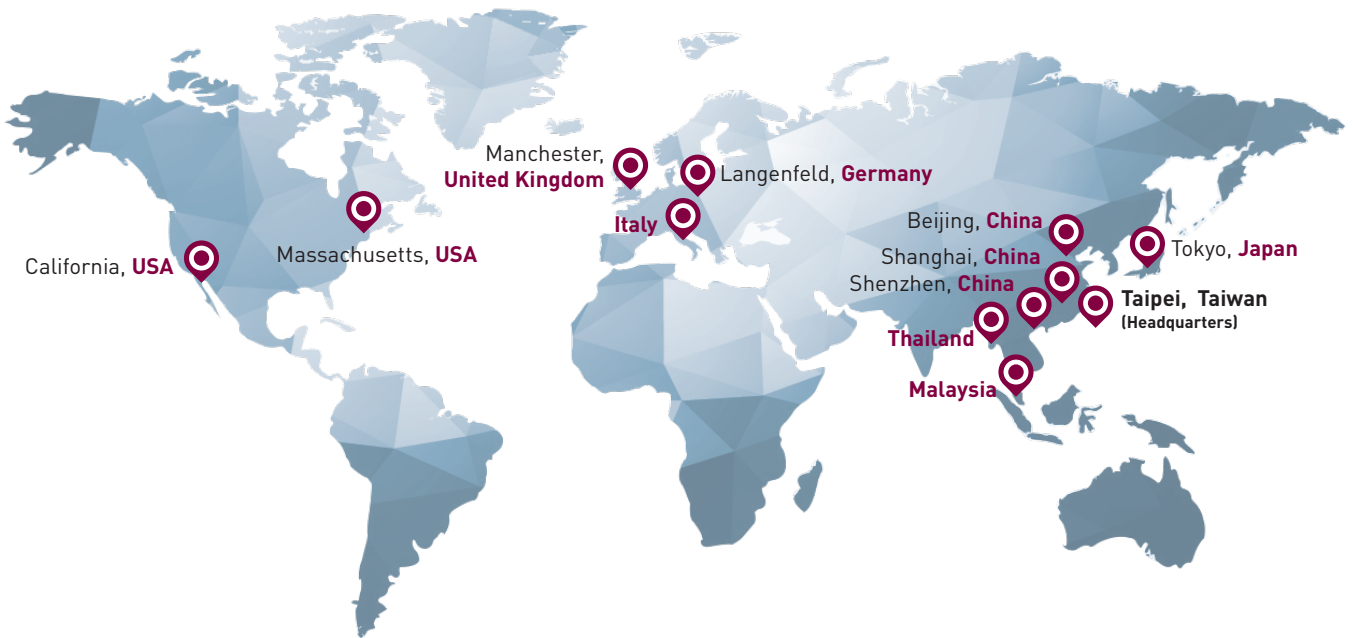 Manchester,
United Kingdom
Langenfeld, Germany
Italy
Massachusetts, USA
California, USA
Beijing, China
Shanghai, China
Shenzhen, China
Tokyo, Japan
Taipei, Taiwan
(Headquarters)
Thailand
Malaysia